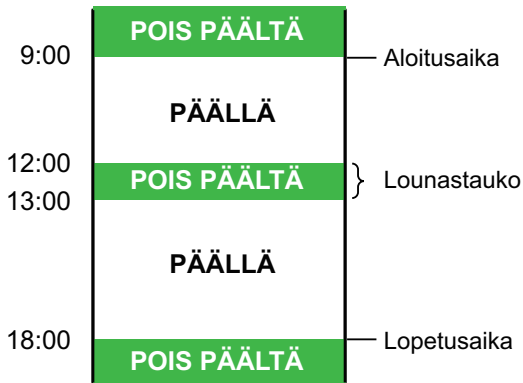 POIS PÄÄLTÄ
9:00
Aloitusaika
PÄÄLLÄ
12:00
POIS PÄÄLTÄ
Lounastauko
13:00
PÄÄLLÄ
18:00
Lopetusaika
POIS PÄÄLTÄ